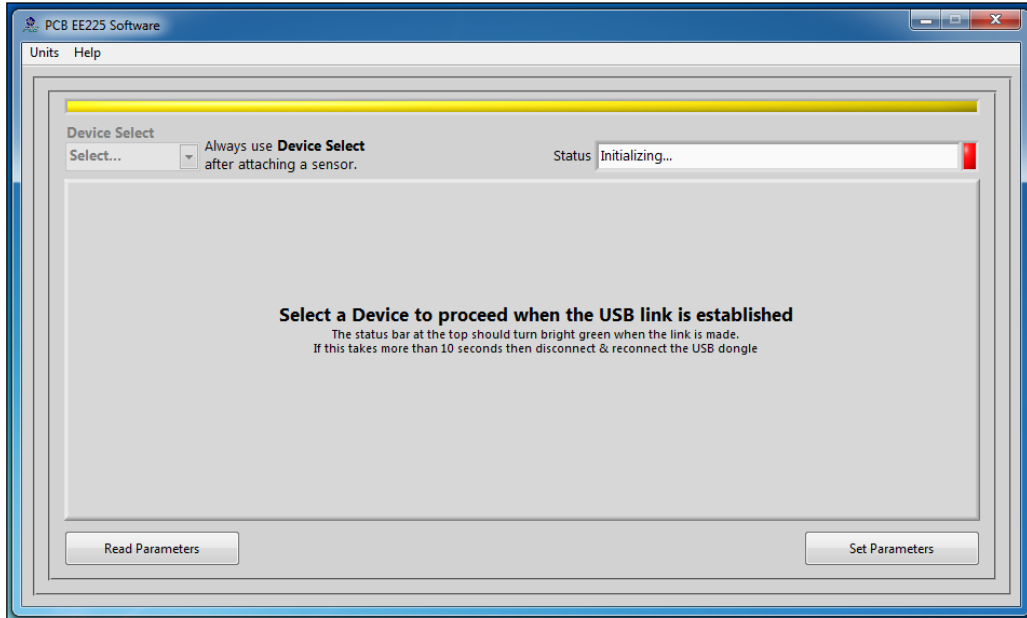 PCB EE225 Software
Units Help
Device Select
Select...
Always use Device Select
after attaching a sensor.
Status Initializing...
Select a Device to proceed when the USB link is established
The status bar at the top should turn bright green when the link is made.
If this takes more than 10 seconds then disconnect & reconnect the USB dongle
Read Parameters
Set Parameters